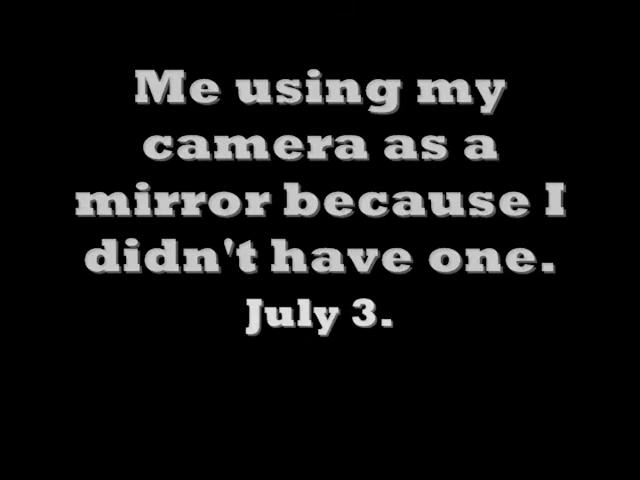 Me using my
camera as a
mirror because I
didn't have one.
July 3.